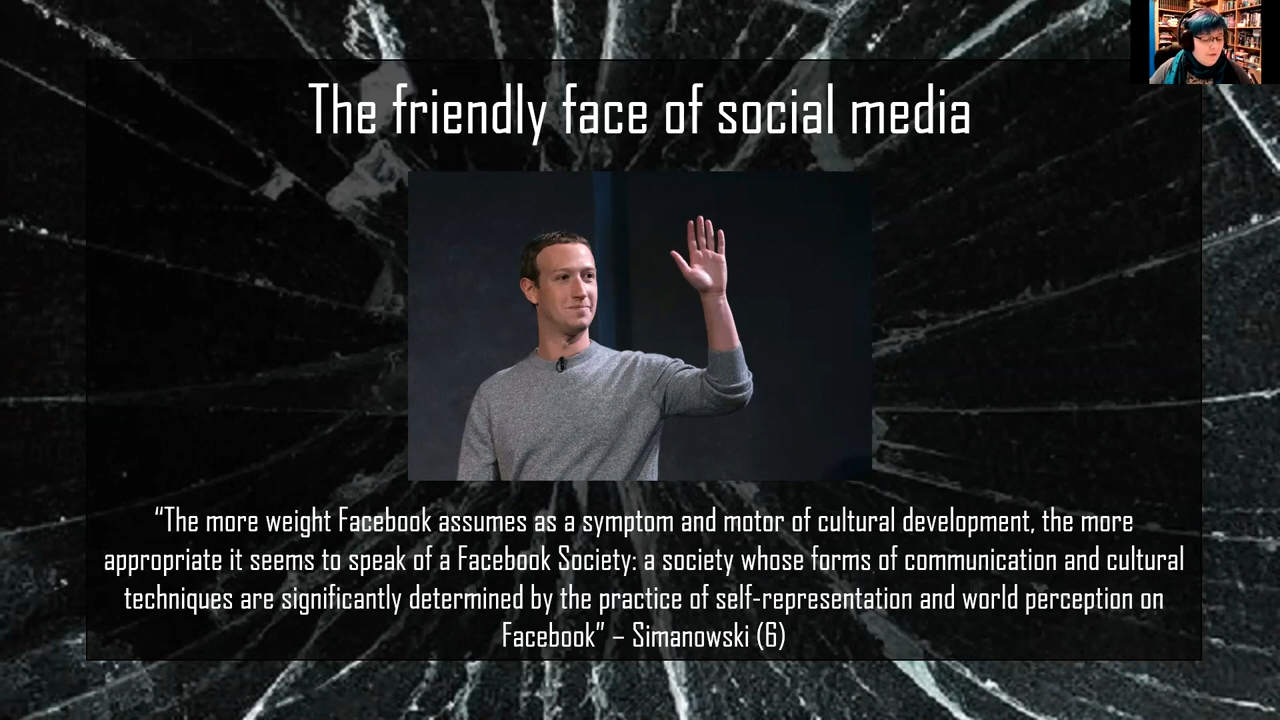 The friendly face of social media
“The more weight Facebook assumes as a symptom and motor of cultural development, the more
appropriate it seems to speak of a Facebook Society: a society whose forms of communication and cultural
techniques are significantly determined by the practice of self-representation and world perception on
Facebook” – Simanowski (6)